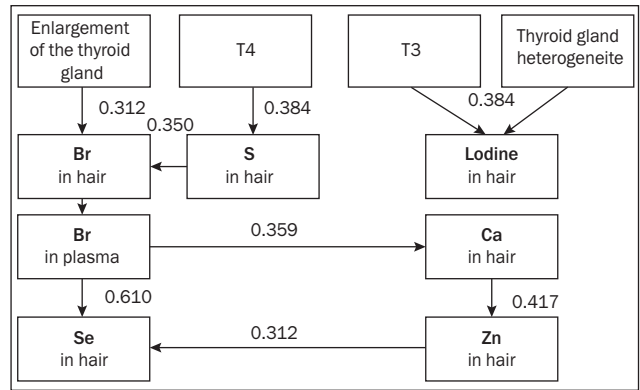 Enlargement
of the thyroid
gland
T4
T3
Thyroid gland
heterogeneite
0.312
0.384
0.384
0.350
Br
in hair
S
in hair
Lodine
in hair
Br
in plasma
0.359
Ca
in hair
0.610
0.417
Se
in hair
0.312
Zn
in hair